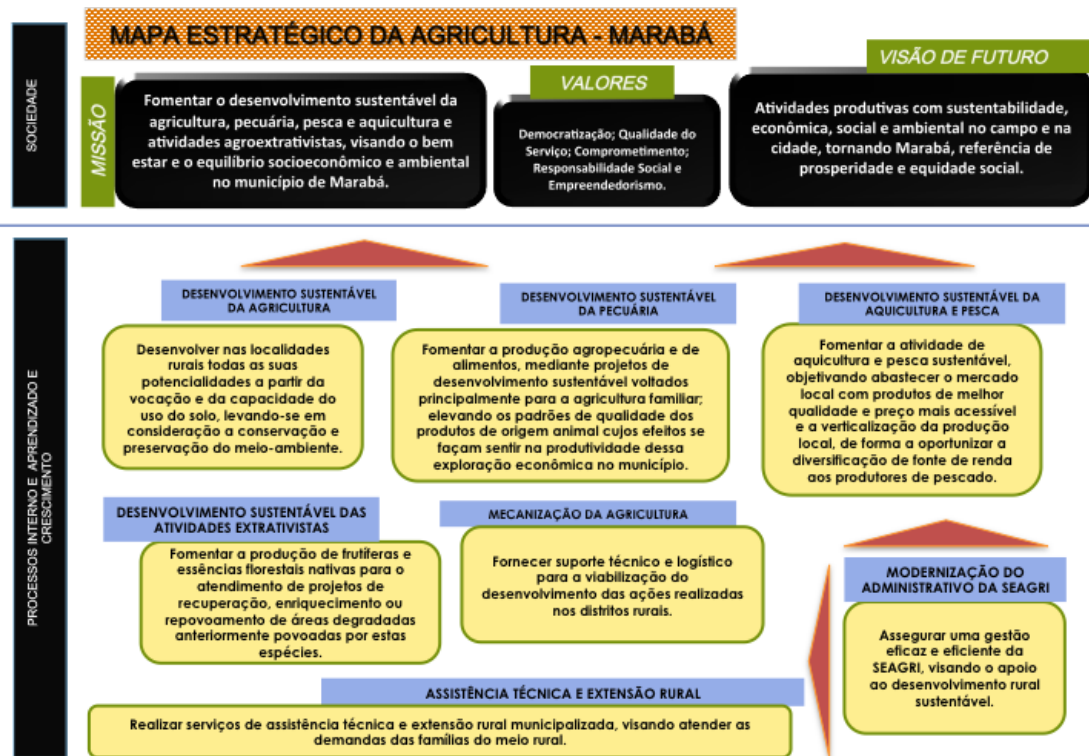 MAPA ESTRATÉGICO DA AGRICULTURA - MARABÁ
SOCIEDADE
MISSÃO
Fomentar o desenvolvimento sustentável da
agricultura, pecuária, pesca e aquicultura e
atividades agroextrativistas, visando o bem
estar e o equilíbrio socioeconômico e ambiental
no município de Marabá.
VALORES
Democratização; Qualidade do
Serviço; Comprometimento;
Responsabilidade Social e
Empreendedorismo.
VISÃO DE FUTURO
Atividades produtivas com sustentabilidade,
econômica, social e ambiental no campo e na
cidade, tornando Marabá, referência de
prosperidade e equidade social.
PROCESSOS INTERNO E APRENDIZADO E
CRESCIMENTO
DESENVOLVIMENTO SUSTENTÁVEL
DA AGRICULTURA
Desenvolver nas localidades
rurais todas as suas
potencialidades a partir da
vocação e da capacidade do
uso do solo, levando-se em
consideração a conservação e
preservação do meio-ambiente.
DESENVOLVIMENTO SUSTENTÁVEL
DA PECUÁRIA
Fomentar a produção agropecuária e de
alimentos, mediante projetos de
desenvolvimento sustentável voltados
principalmente para a agricultura familiar;
elevando os padrões de qualidade dos
produtos de origem animal cujos efeitos se
façam sentir na produtividade dessa
exploração econômica no município.
DESENVOLVIMENTO SUSTENTÁVEL DA
AQUICULTURA E PESCA
Fomentar a atividade de
aquicultura e pesca sustentável,
objetivando abastecer o mercado
local com produtos de melhor
qualidade e preço mais acessível
e a verticalização da produção
local, de forma a oportunizar a
diversificação de fonte de renda
aos produtores de pescado.
DESENVOLVIMENTO SUSTENTÁVEL DAS
ATIVIDADES EXTRATIVISTAS
Fomentar a produção de frutíferas e
essências florestais nativas para o
atendimento de projetos de
recuperação, enriquecimento ou
repovoamento de áreas degradadas
anteriormente povoadas por estas
espécies.
MECANIZAÇÃO DA AGRICULTURA
Fornecer suporte técnico e logístico
para a viabilização do
desenvolvimento das ações realizadas
nos distritos rurais.
MODERNIZAÇÃO DO
ADMINISTRATIVO DA SEAGRI
Assegurar uma gestão
eficaz e eficiente da
SEAGRI, visando o apoio
ao desenvolvimento rural
sustentável.
ASSISTÊNCIA TÉCNICA E EXTENSÃO RURAL
Realizar serviços de assistência técnica e extensão rural municipalizada, visando atender as
demandas das famílias do meio rural.